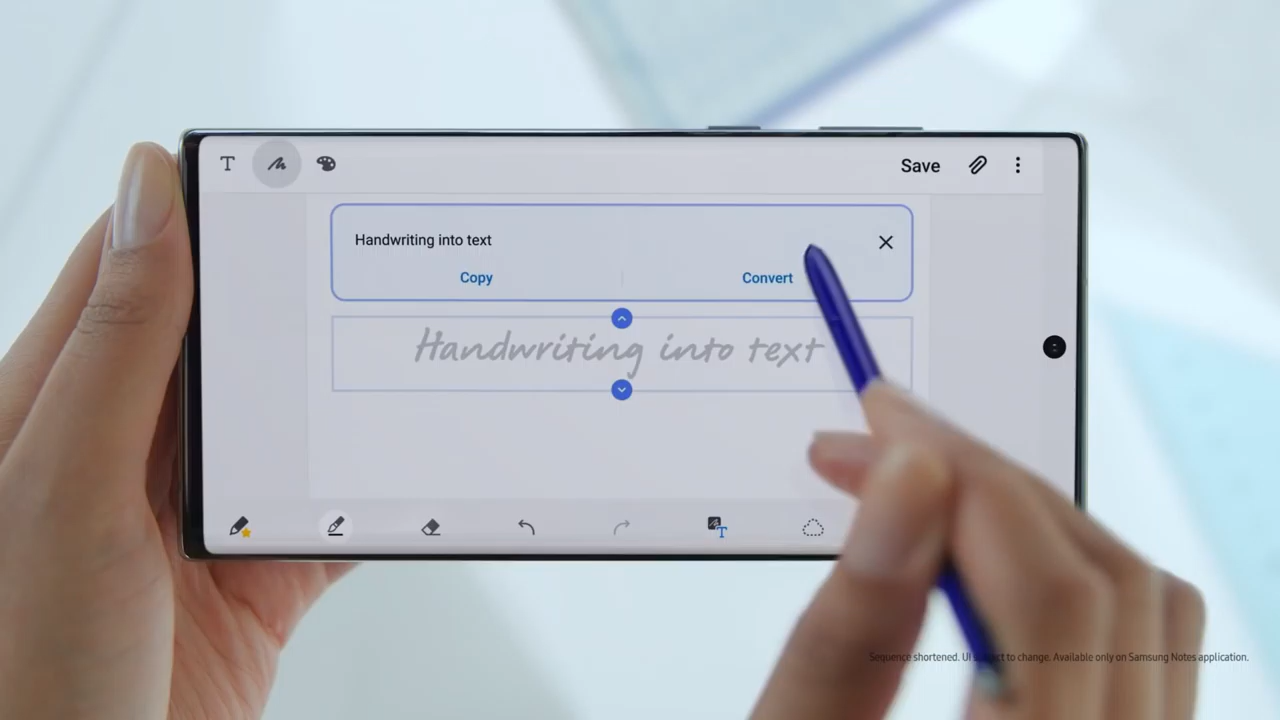 T
Save
Handwriting into text
Copy
Convert
Handwriting into text
T
Sequence shortened. UI to change. Available only on Samsung Notes application.